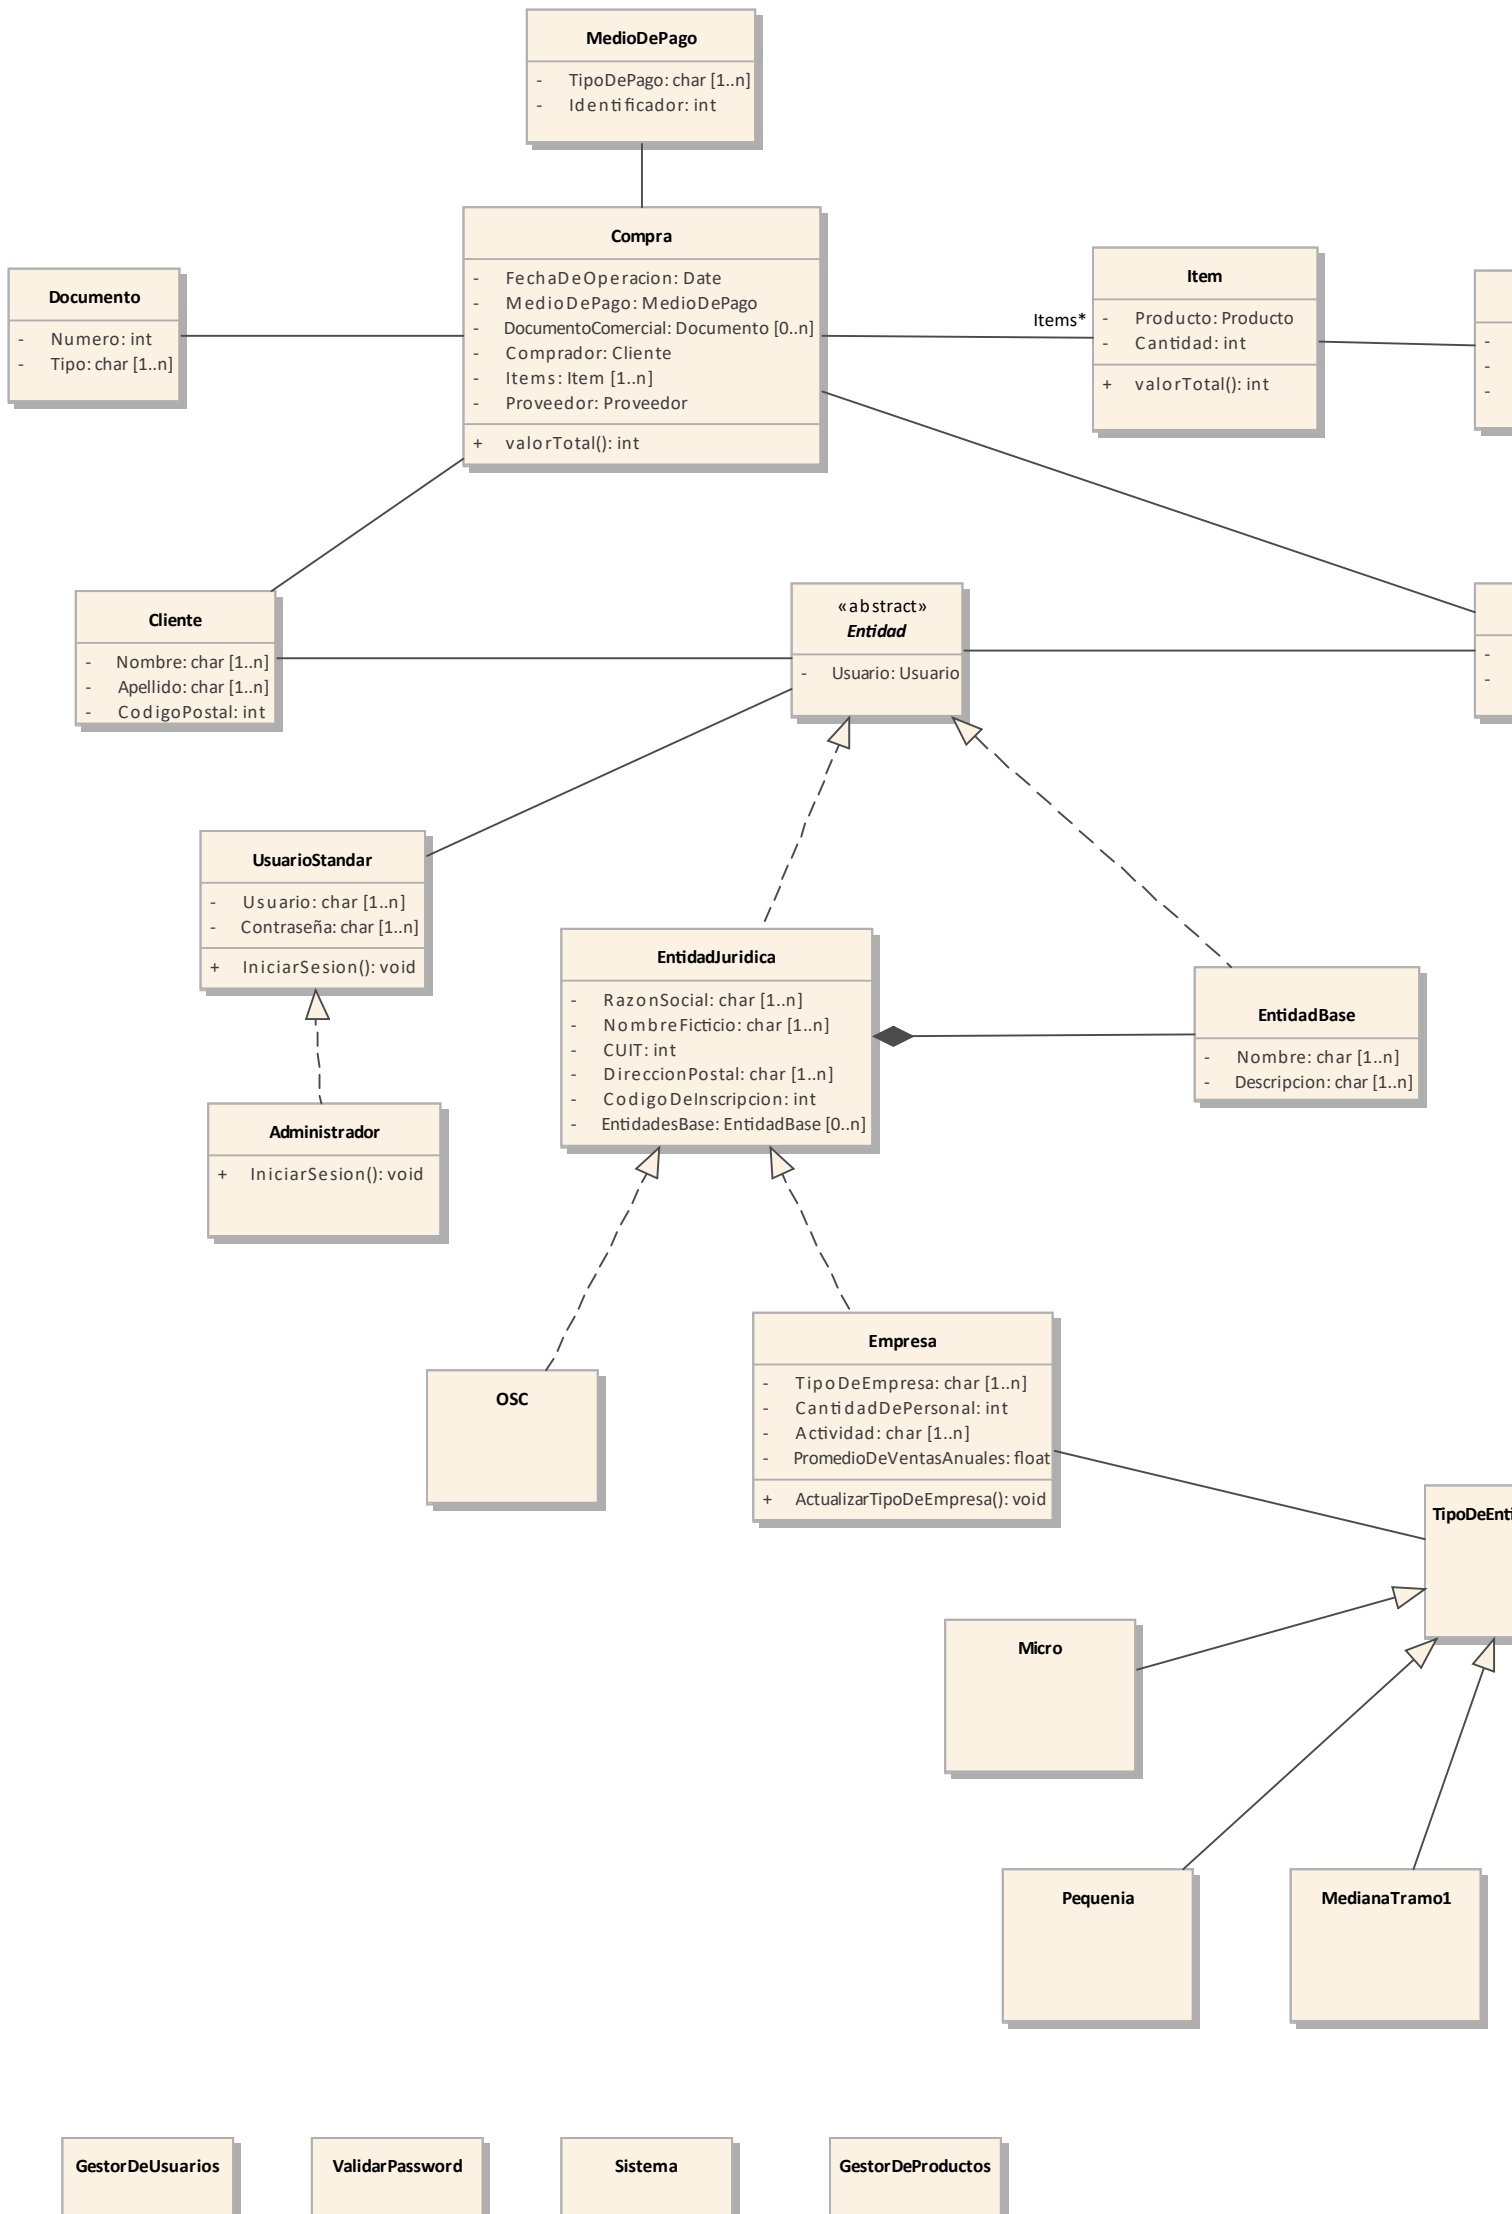 MedioDePago
- TipoDePago: char [1..n]
- Identificador: int
Compra
- FechaDeOperacion: Date
- MedioDePago: MedioDePago
- DocumentoComercial: Documento [0..n]
- Comprador: Cliente
- Items: Item [1..n]
- Proveedor: Proveedor
+ valorTotal(): int
Documento
- Numero: int
- Tipo: char [1..n]
Items*
Item
- Producto: Producto
- Cantidad: int
+ valorTotal(): int
-
-
-
Cliente
- Nombre: char [1..n]
- Apellido: char [1..n]
- CodigoPostal: int
«abstract»
Entidad
- Usuario: Usuario
-
-
UsuarioStandar
- Usuario: char [1..n]
- Contraseña: char [1..n]
+ IniciarSesion(): void
EntidadJuridica
- RazonSocial: char [1..n]
- NombreFicticio: char [1..n]
- CUIT: int
- DireccionPostal: char [1..n]
- CodigoDeInscripcion: int
- EntidadesBase: EntidadBase [0..n]
EntidadBase
- Nombre: char [1..n]
- Descripcion: char [1..n]
Administrador
+ IniciarSesion(): void
OSC
Empresa
- TipoDeEmpresa: char [1..n]
- CantidadDePersonal: int
- Actividad: char [1..n]
- PromedioDeVentasAnuales: float
+ ActualizarTipoDeEmpresa(): void
TipoDeEnti
Micro
Pequenia
MedianaTramo1
GestorDeUsuarios
ValidarPassword
Sistema
GestorDeProductos